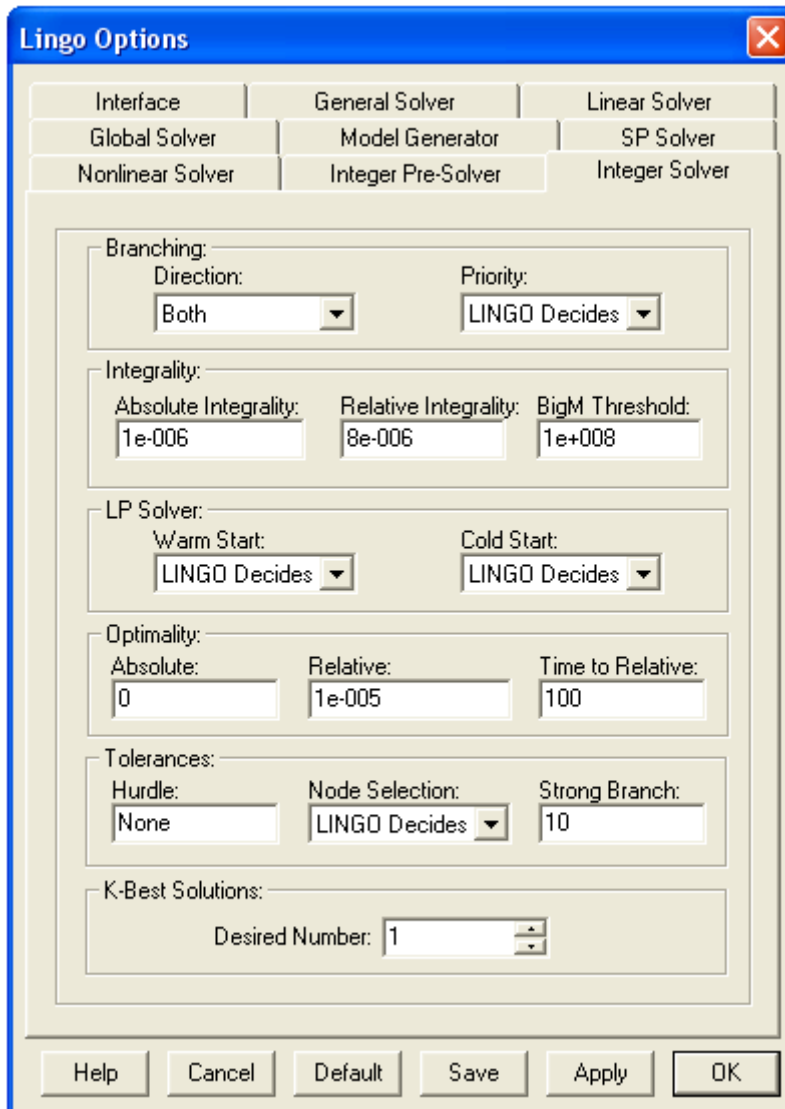 Lingo Options
Interface General Solver Linear Solver
Global Solver Model Generator SP Solver
Nonlinear Solver Integer Pre-Solver Integer Solver
Branching:
Direction: Priority:
Both LINGO Decides
Integrality:
Absolute Integrality: Relative Integrality: BigM Threshold:
1e-006 8e-006 1e+008
LP Solver:
Warm Start: Cold Start:
LINGO Decides LINGO Decides
Optimality:
Absolute: Relative: Time to Relative:
0 1e-005 100
Tolerances:
Hurdle: Node Selection: Strong Branch:
None LINGO Decides 10
K-Best Solutions:
Desired Number: 1
Help Cancel Default Save Apply OK